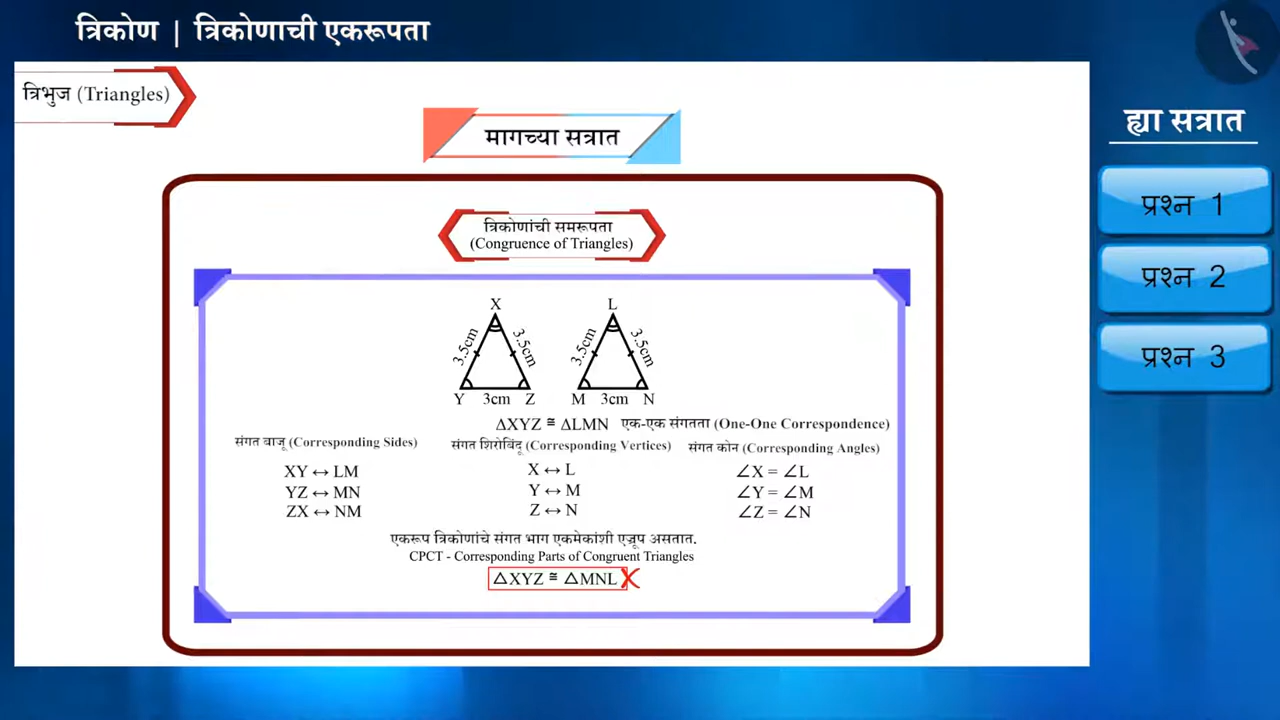 त्रिकोण | त्रिकोणाची एकरूपता
त्रिभुज (Triangles)
मागच्या सत्रात
ह्या सत्रात
प्रश्न 1
प्रश्न 2
प्रश्न 3
त्रिकोणांची समरूपता
(Congruence of Triangles)
X
L
3.5cm
3.5cm
3.5cm
3.5cm
Y 3cm Z
M 3cm N
ΔXYZ ≅ ΔLMN एक-एक संगतता (One-One Correspondence)
संगत बाजू (Corresponding Sides)
XY ↔ LM
YZ ↔ MN
ZX ↔ NM
संगत शिरोबिंदू (Corresponding Vertices)
X ↔ L
Y ↔ M
Z ↔ N
संगत कोन (Corresponding Angles)
∠X = ∠L
∠Y = ∠M
∠Z = ∠N
एकरूप त्रिकोणांचे संगत भाग एकमेकांशी एज्रूप असतात.
CPCT - Corresponding Parts of Congruent Triangles
△XYZ ≅ △MNL X